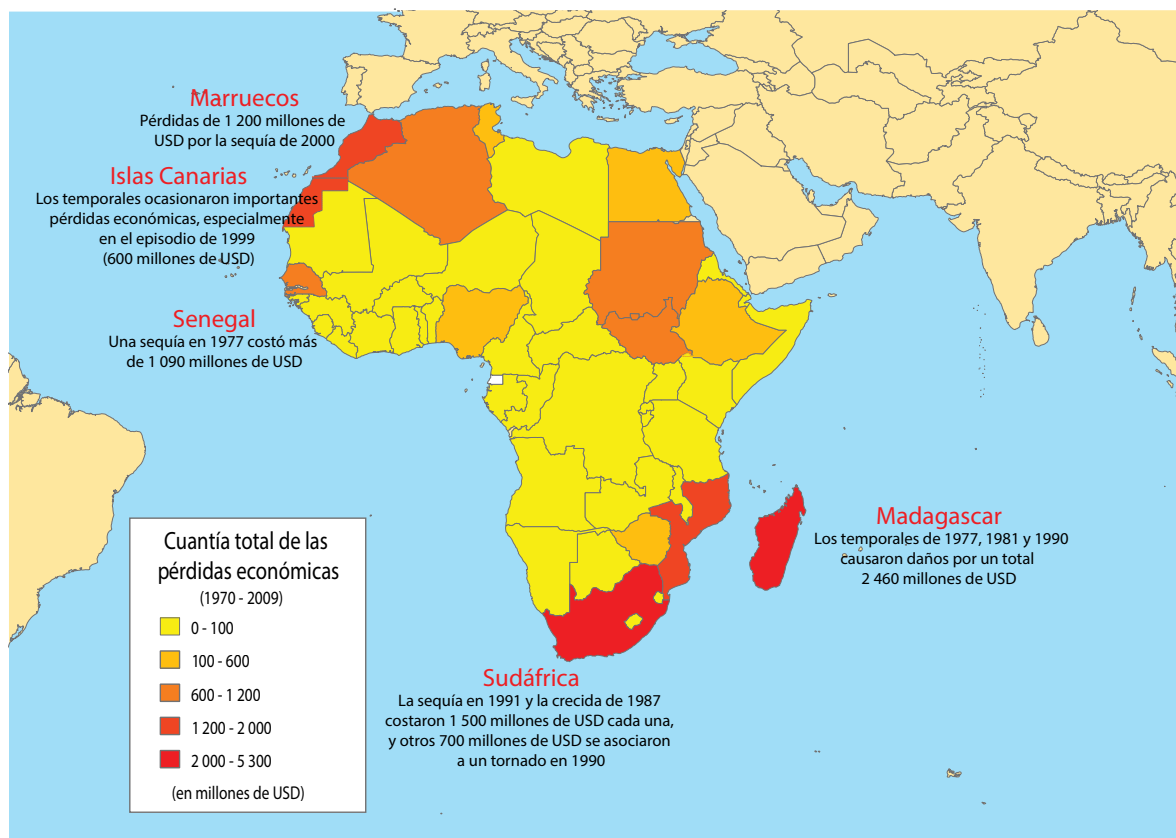 Marruecos
Pérdidas de 1 200 millones de
USD por la sequía de 2000
Islas Canarias
Los temporales ocasionaron importantes
pérdidas económicas, especialmente
en el episodio de 1999
(600 millones de USD)
Senegal
Una sequía en 1977 costó más
de 1 090 millones de USD
Madagascar
Los temporales de 1977, 1981 y 1990
causaron daños por un total
2 460 millones de USD
Sudáfrica
La sequía en 1991 y la crecida de 1987
costaron 1 500 millones de USD cada una,
y otros 700 millones de USD se asociaron
a un tornado en 1990
Cuantía total de las
pérdidas económicas
(1970 - 2009)
0 - 100
100 - 600
600 - 1 200
1 200 - 2 000
2 000 - 5 300
(en millones de USD)